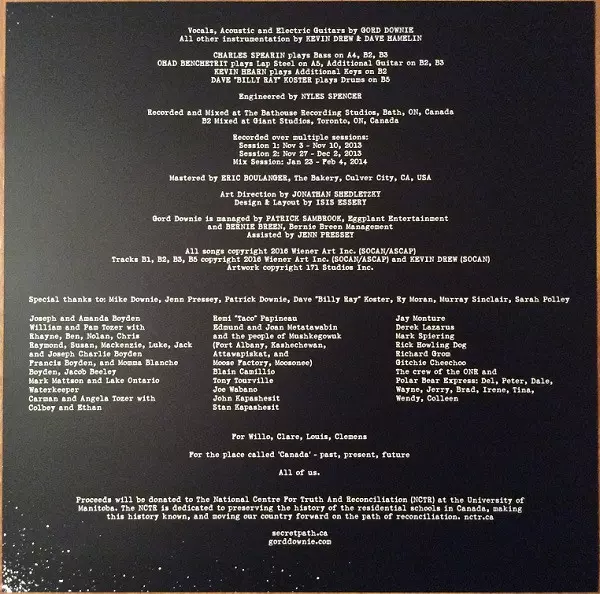 Vocals, Acoustic and Electric Guitars by GORD DOWNIE
All other instrumentation by KEVIN DREW & DAVE HAMELIN
CHARLES SPEARIN plays Bass on A4, B2, B3
OHAD BENCHETRIT plays Lap Steel on A5, Additional Guitar on B2, B3
KEVIN HEARN plays Additional Keys on B2
DAVE "BILLY RAY" KOSTER plays Drums on B5
Engineered by NYLES SPENCER
Recorded and Mixed at The Bathouse Recording Studios, Bath, ON, Canada
B2 Mixed at Giant Studios, Toronto, ON, Canada
Recorded over multiple sessions:
Session 1: Nov 3 - Nov 10, 2013
Session 2: Nov 27 - Dec 2, 2013
Mix Session: Jan 23 - Feb 4, 2014
Mastered by ERIC BOULANGER, The Bakery, Culver City, CA, USA
Art Direction by JONATHAN SHEDLETZKY
Design & Layout by ISIS ESSERY
Gord Downie is managed by PATRICK SAMBROOK, Eggplant Entertainment
and BERNIE BREEN, Bernie Breen Management
Assisted by JENN PRESSEY
All songs copyright 2016 Wiener Art Inc. (SOCAN/ASCAP)
Tracks B1, B2, B3, B5 copyright 2016 Wiener Art Inc. (SOCAN/ASCAP) and KEVIN DREW (SOCAN)
Artwork copyright 171 Studios Inc.
Special thanks to: Mike Downie, Jenn Pressey, Patrick Downie, Dave "Billy Ray" Koster, Ry Moran, Murray Sinclair, Sarah Polley
Joseph and Amanda Boyden
William and Pam Tozer with
Khayne, Ben, Nolan, Chris
Raymond, Susan, Mackenzie, Luke, Jack
and Joseph Charlie Boyden
Francis Boyden, and Momma Blanche
Boyden, Jacob Beeley
Mark Mattson and Lake Ontario
Waterkeeper
Carman and Angela Tozer with
Colbey and Ethan
Remi "Taco" Papineau
Edmund and Joan Metatawabin
and the people of Mushkegowuk
(Fort Albany, Kashechewan,
Attawapiskat, and
Moose Factory, Moosonee)
Blain Camillio
Tony Tourville
Joe Wabano
John Kapashesit
Stan Kapashesit
Jay Monture
Derek Lazarus
Mark Spiering
Rick Howling Dog
Richard Grom
Gitchie Cheechoo
The crew of the ONR and
Polar Bear Express: Del, Peter, Dale,
Wayne, Jerry, Brad, Irene, Tina,
Wendy, Colleen
For Willo, Clare, Louis, Clemens
For the place called 'Canada' - past, present, future
All of us.
Proceeds will be donated to The National Centre For Truth And Reconciliation (NCTR) at the University of
Manitoba. The NCTR is dedicated to preserving the history of the residential schools in Canada, making
this history known, and moving our country forward on the path of reconciliation. nctr.ca
secretpath.ca
gorddownie.com